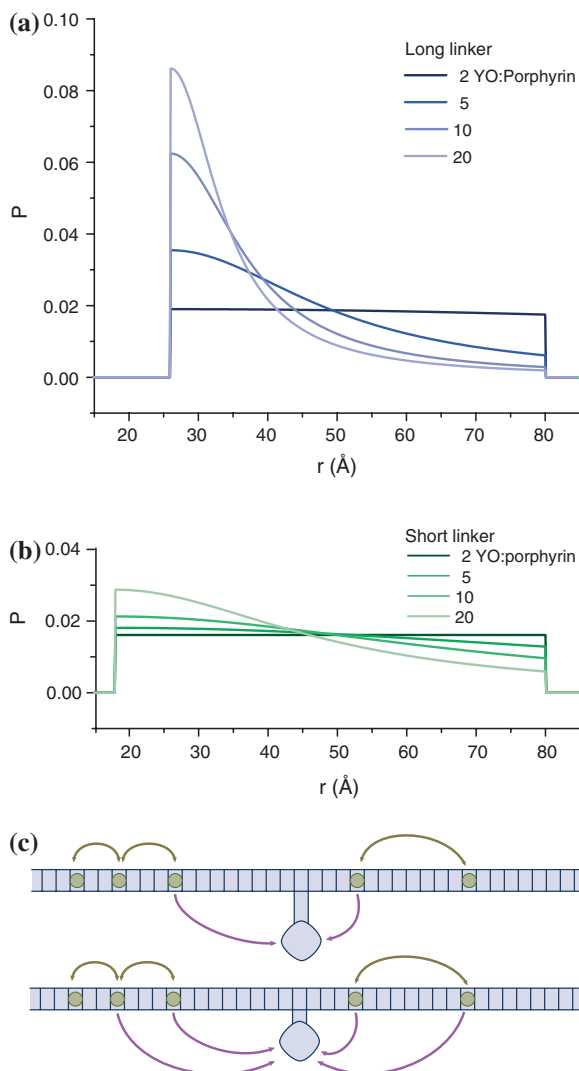 (a)
0.10
0.08
0.06
0.04
0.02
0.00
P
Long linker
2 YO:Porphyrin
5
10
20
20 30 40 50 60 70 80
r (Å)
(b)
0.04
0.02
0.00
P
Short linker
2 YO:porphyrin
5
10
20
20 30 40 50 60 70 80
r (Å)
(c)